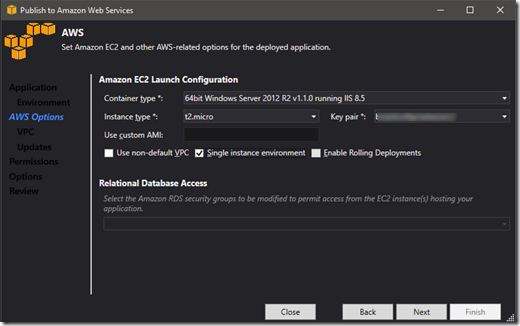 Publish to Amazon Web Services
AWS
Set Amazon EC2 and other AWS-related options for the deployed application.
Application
Environment
AWS Options
VPC
Updates
Permissions
Options
Review
Amazon EC2 Launch Configuration
Container type *: 64bit Windows Server 2012 R2 v1.1.0 running IIS 8.5
Instance type *: t2.micro Key pair *:
Use custom AMI:
Use non-default VPC Single instance environment Enable Rolling Deployments
Relational Database Access
Select the Amazon RDS security groups to be modified to permit access from the EC2 instance(s) hosting your
application.
Close Back Next Finish